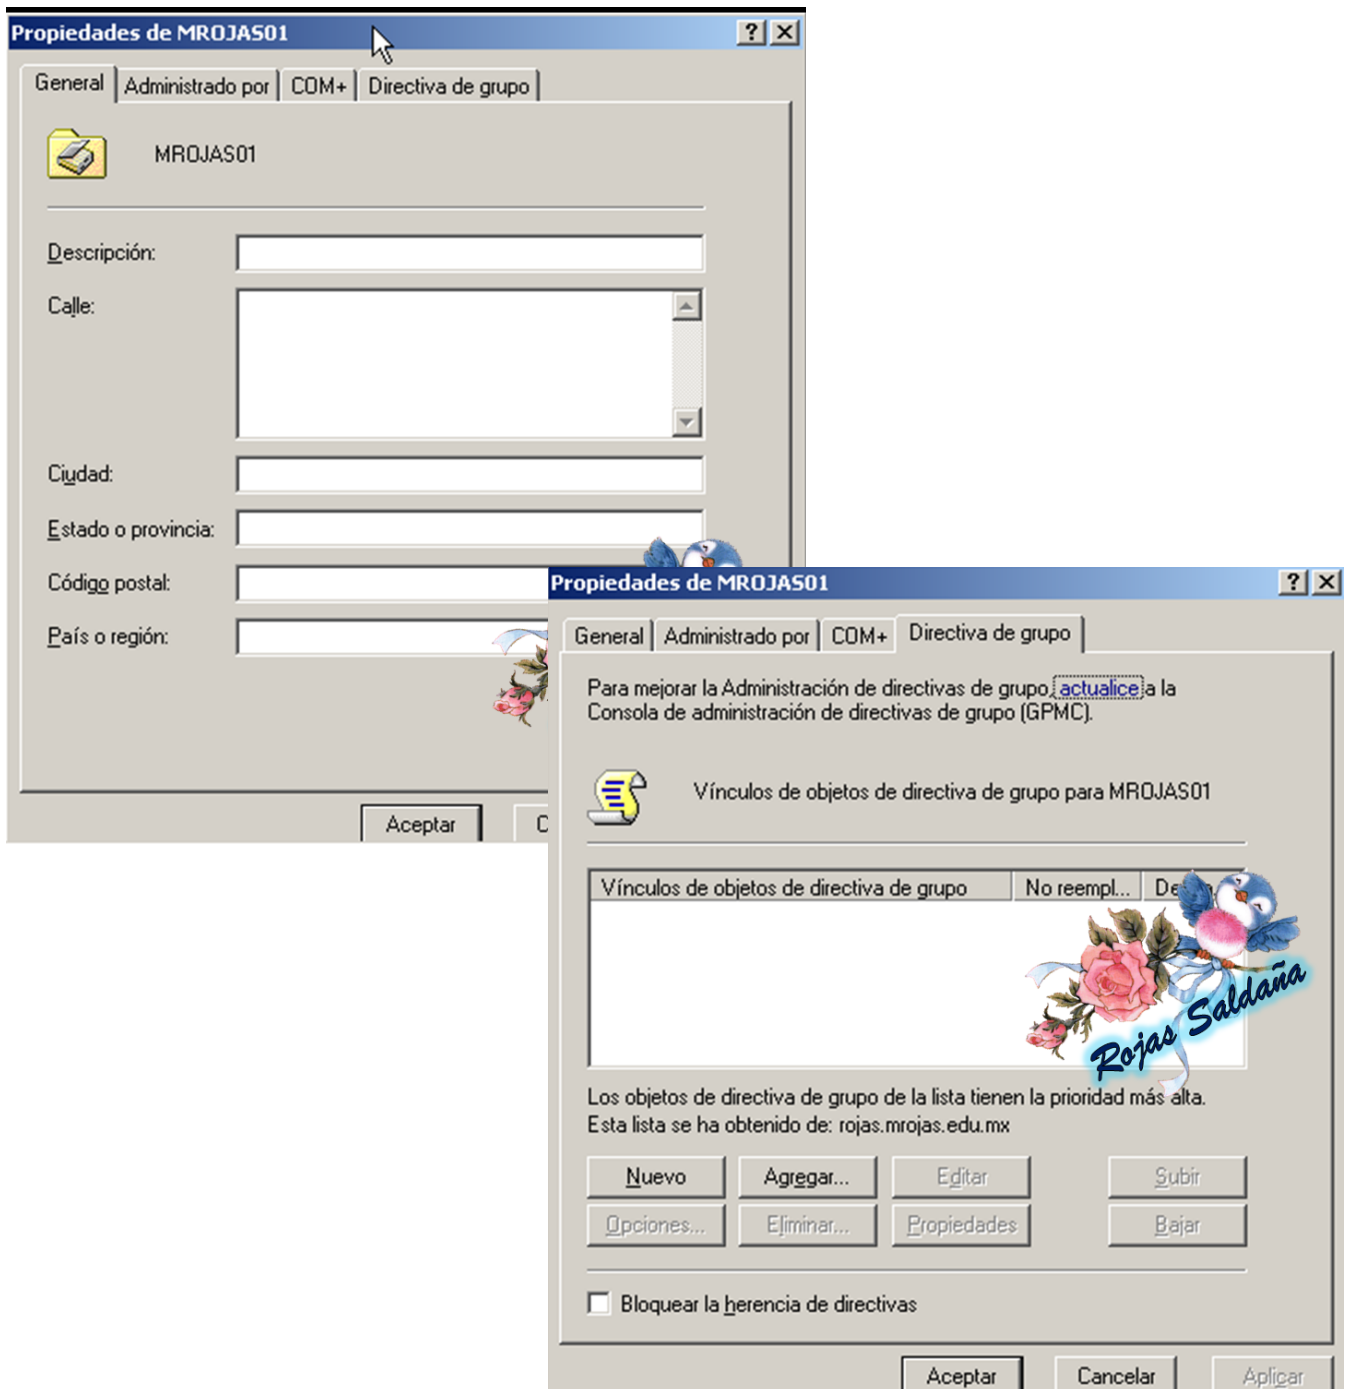 Propiedades de MROJAS01
General
Administrado por
COM+
Directiva de grupo
MROJAS01
Descripción:
Calle:
Ciudad:
Estado o provincia:
Código postal:
País o región:
Aceptar
Propiedades de MROJAS01
General
Administrado por
COM+
Directiva de grupo
Para mejorar la Administración de directivas de grupo, actualice a la
Consola de administración de directivas de grupo (GPMC).
Vínculos de objetos de directiva de grupo para MROJAS01
Vínculos de objetos de directiva de grupo
No reempl...
Rojas Saldaña
Los objetos de directiva de grupo de la lista tienen la prioridad más alta.
Esta lista se ha obtenido de: rojas.mrojas.edu.mx
Nuevo
Agregar...
Editar
Subir
Opciones...
Eliminar...
Propiedades
Bajar
Bloquear la herencia de directivas
Aceptar
Cancelar
Aplicar